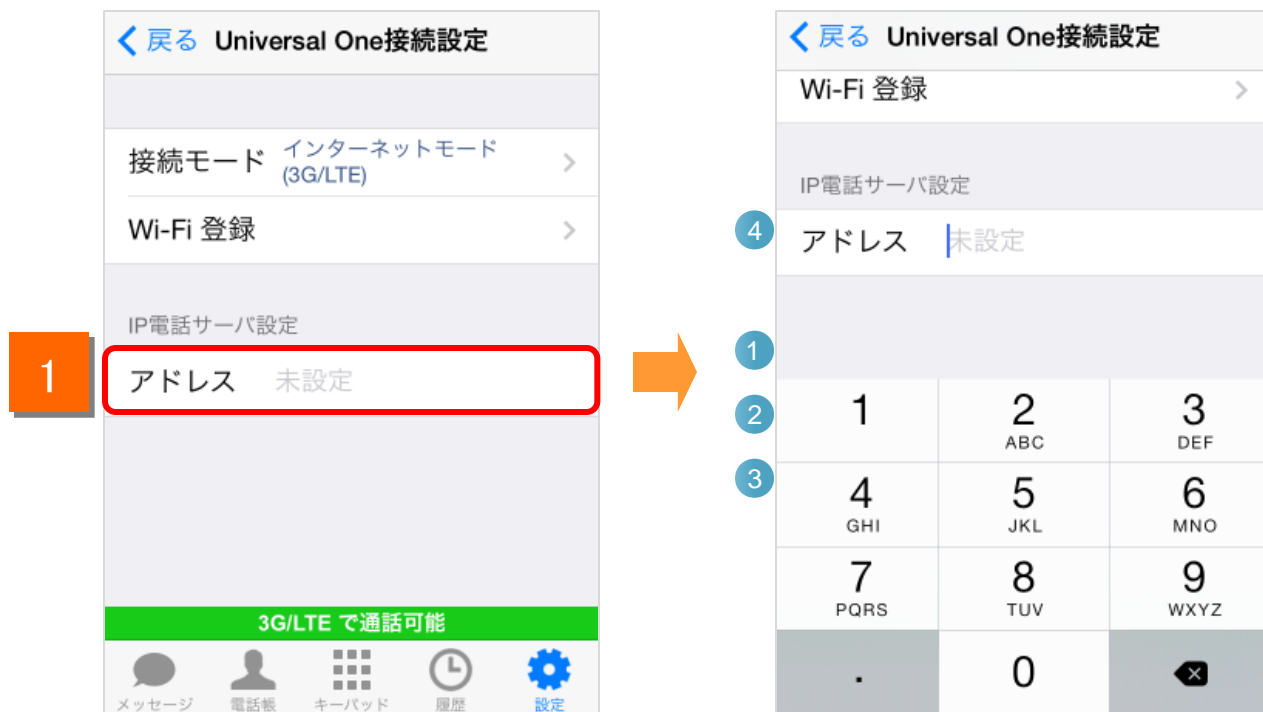 戻る Universal One接続設定
接続モード インターネットモード
(3G/LTE)
Wi-Fi 登録
IP電話サーバ設定
1
アドレス 未設定
3G/LTE で通話可能
メッセージ 電話帳 キーパッド 履歴 設定
戻る Universal One接続設定
Wi-Fi 登録
IP電話サーバ設定
4
アドレス 未設定
1
2
3
1 2 3
ABC DEF
4 5 6
GHI JKL MNO
7 8 9
PQRS TUV WXYZ
. 0